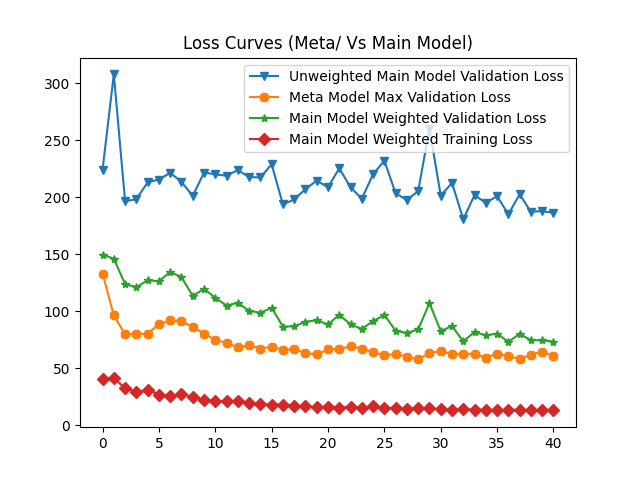 Loss Curves (Meta/ Vs Main Model)
Unweighted Main Model Validation Loss
Meta Model Max Validation Loss
Main Model Weighted Validation Loss
Main Model Weighted Training Loss
300
250
200
150
100
50
0
0 5 10 15 20 25 30 35 40